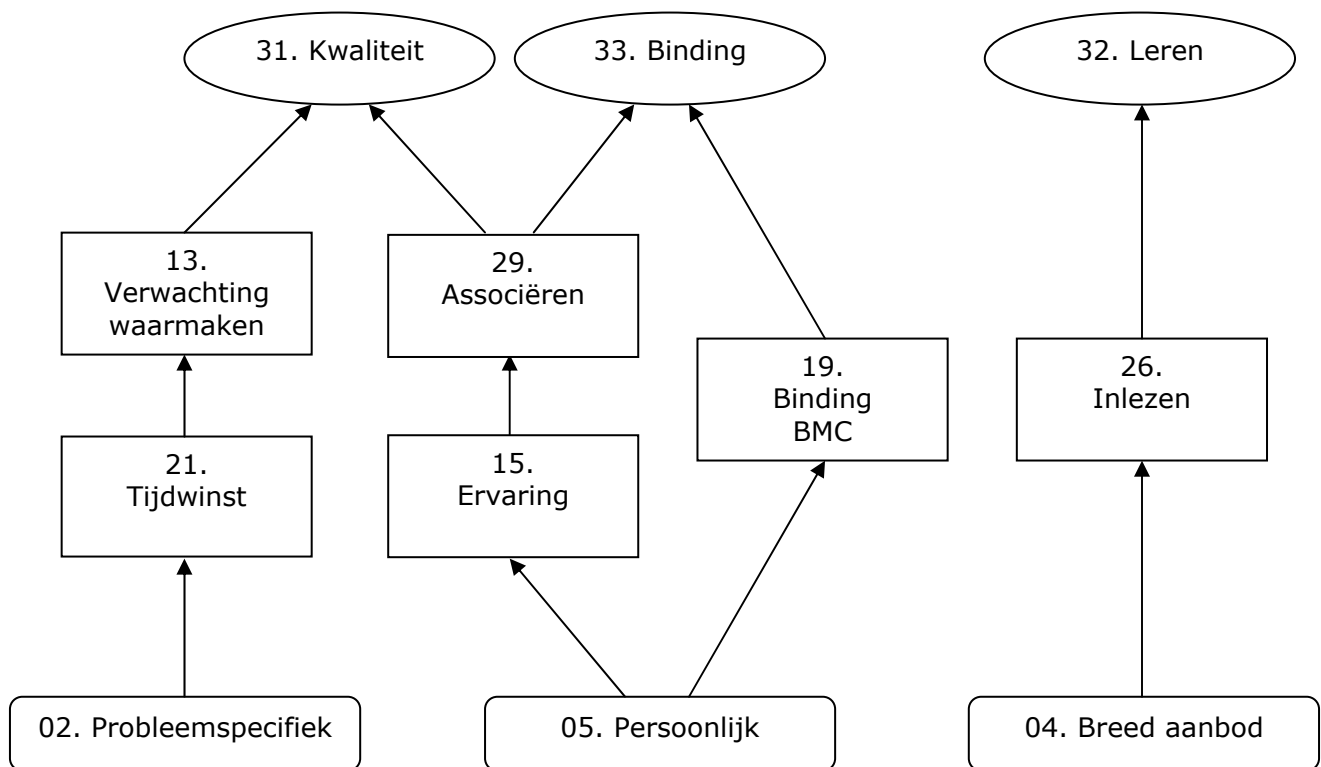 31. Kwaliteit
33. Binding
32. Leren
13.
Verwachting
waarmaken
29.
Associëren
19.
Binding
BMC
26.
Inlezen
21.
Tijdwinst
15.
Ervaring
02. Probleemspecifiek
05. Persoonlijk
04. Breed aanbod